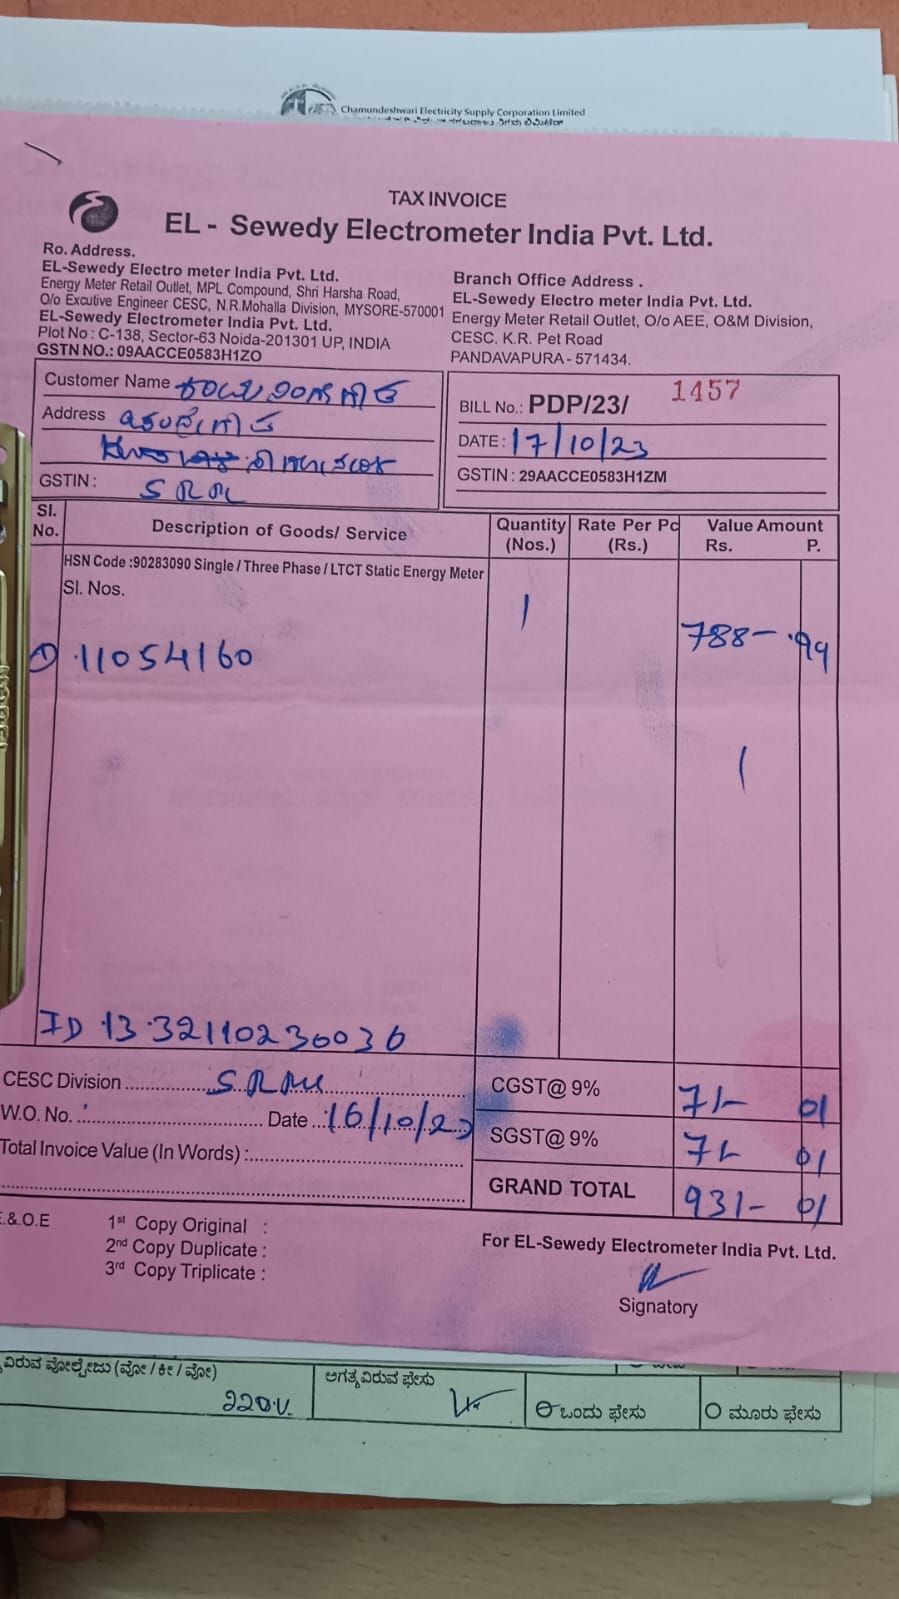 Chamundeshwari Electricity Supply Corporation Limited
TAX INVOICE
EL - Sewedy Electrometer India Pvt. Ltd.
Ro. Address.
EL-Sewedy Electro meter India Pvt. Ltd.
Energy Meter Retail Outlet, MPL Compound, Shri Harsha Road,
O/o Excutive Engineer CESC, N.R.Mohalla Division, MYSORE-570001
EL-Sewedy Electrometer India Pvt. Ltd.
Plot No : C-138, Sector-63 Noida-201301 UP, INDIA
GSTN NO.: 09AACCE0583H1ZO
Branch Office Address .
EL-Sewedy Electro meter India Pvt. Ltd.
Energy Meter Retail Outlet, O/o AEE, O&M Division,
CESC. K.R. Pet Road
PANDAVAPURA - 571434.
Customer Name
Address
GSTIN : S R
BILL No.: PDP/23/ 1457
DATE : 17/10/23
GSTIN : 29AACCE0583H1ZM
Sl. No. Description of Goods/ Service Quantity (Nos.) Rate Per Pc (Rs.) Value Amount Rs. P.
HSN Code :90283090 Single / Three Phase / LTCT Static Energy Meter
Sl. Nos.
1 11054160 1 788- 99
ID 13.32110230036
CESC Division
CGST@ 9% 71- 01
W.O. No. Date 16/10/23
SGST@ 9% 71- 01
Total Invoice Value (In Words) :
GRAND TOTAL 931- 01
E.&.O.E
1st Copy Original :
2nd Copy Duplicate :
3rd Copy Triplicate :
For EL-Sewedy Electrometer India Pvt. Ltd.
Signatory
ವಿರುವ ವೋಲ್ಟೇಜು (ವೋ / ಕೀ / ವೋ) ಅಗತ್ಯವಿರುವ ಫೇಸು
220.V. ಒಂದು ಫೇಸು ಮೂರು ಫೇಸು